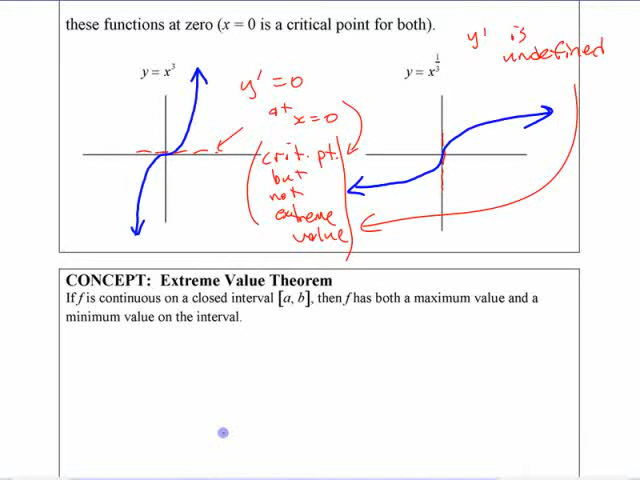 these functions at zero (x = 0 is a critical point for both).
y' is
undefined
y = x³
y = x^(1/3)
y' = 0
at
x = 0
(crit. pt.)
but
not
extreme
value
CONCEPT: Extreme Value Theorem
If f is continuous on a closed interval [a, b], then f has both a maximum value and a
minimum value on the interval.